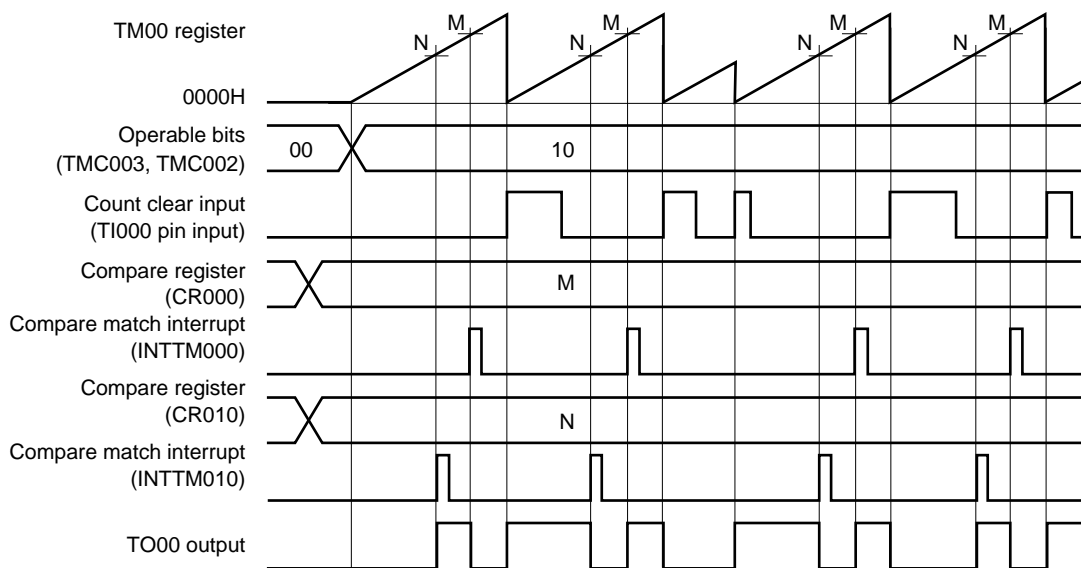 M M M M
TM00 register
N N N N
0000H
Operable bits
(TMC003, TMC002)
00 10
Count clear input
(TI000 pin input)
Compare register
(CR000)
M
Compare match interrupt
(INTTM000)
Compare register
(CR010)
N
Compare match interrupt
(INTTM010)
TO00 output